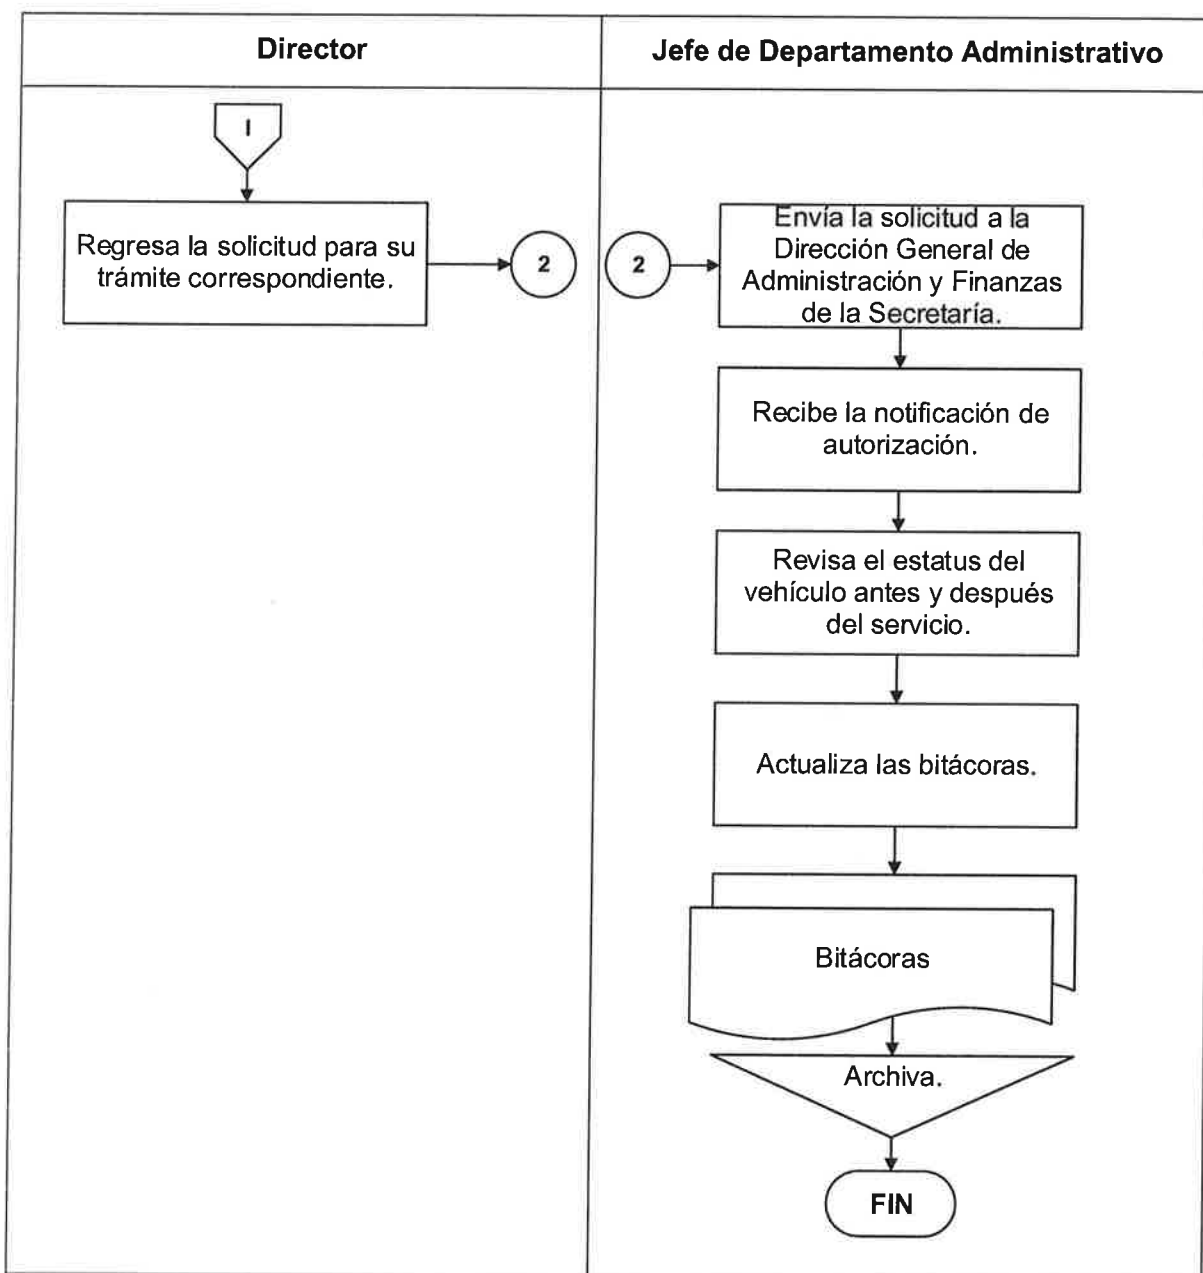 Director
Jefe de Departamento Administrativo
I
Regresa la solicitud para su
trámite correspondiente.
2
2
Envía la solicitud a la
Dirección General de
Administración y Finanzas
de la Secretaría.
Recibe la notificación de
autorización.
Revisa el estatus del
vehículo antes y después
del servicio.
Actualiza las bitácoras.
Bitácoras
Archiva.
FIN